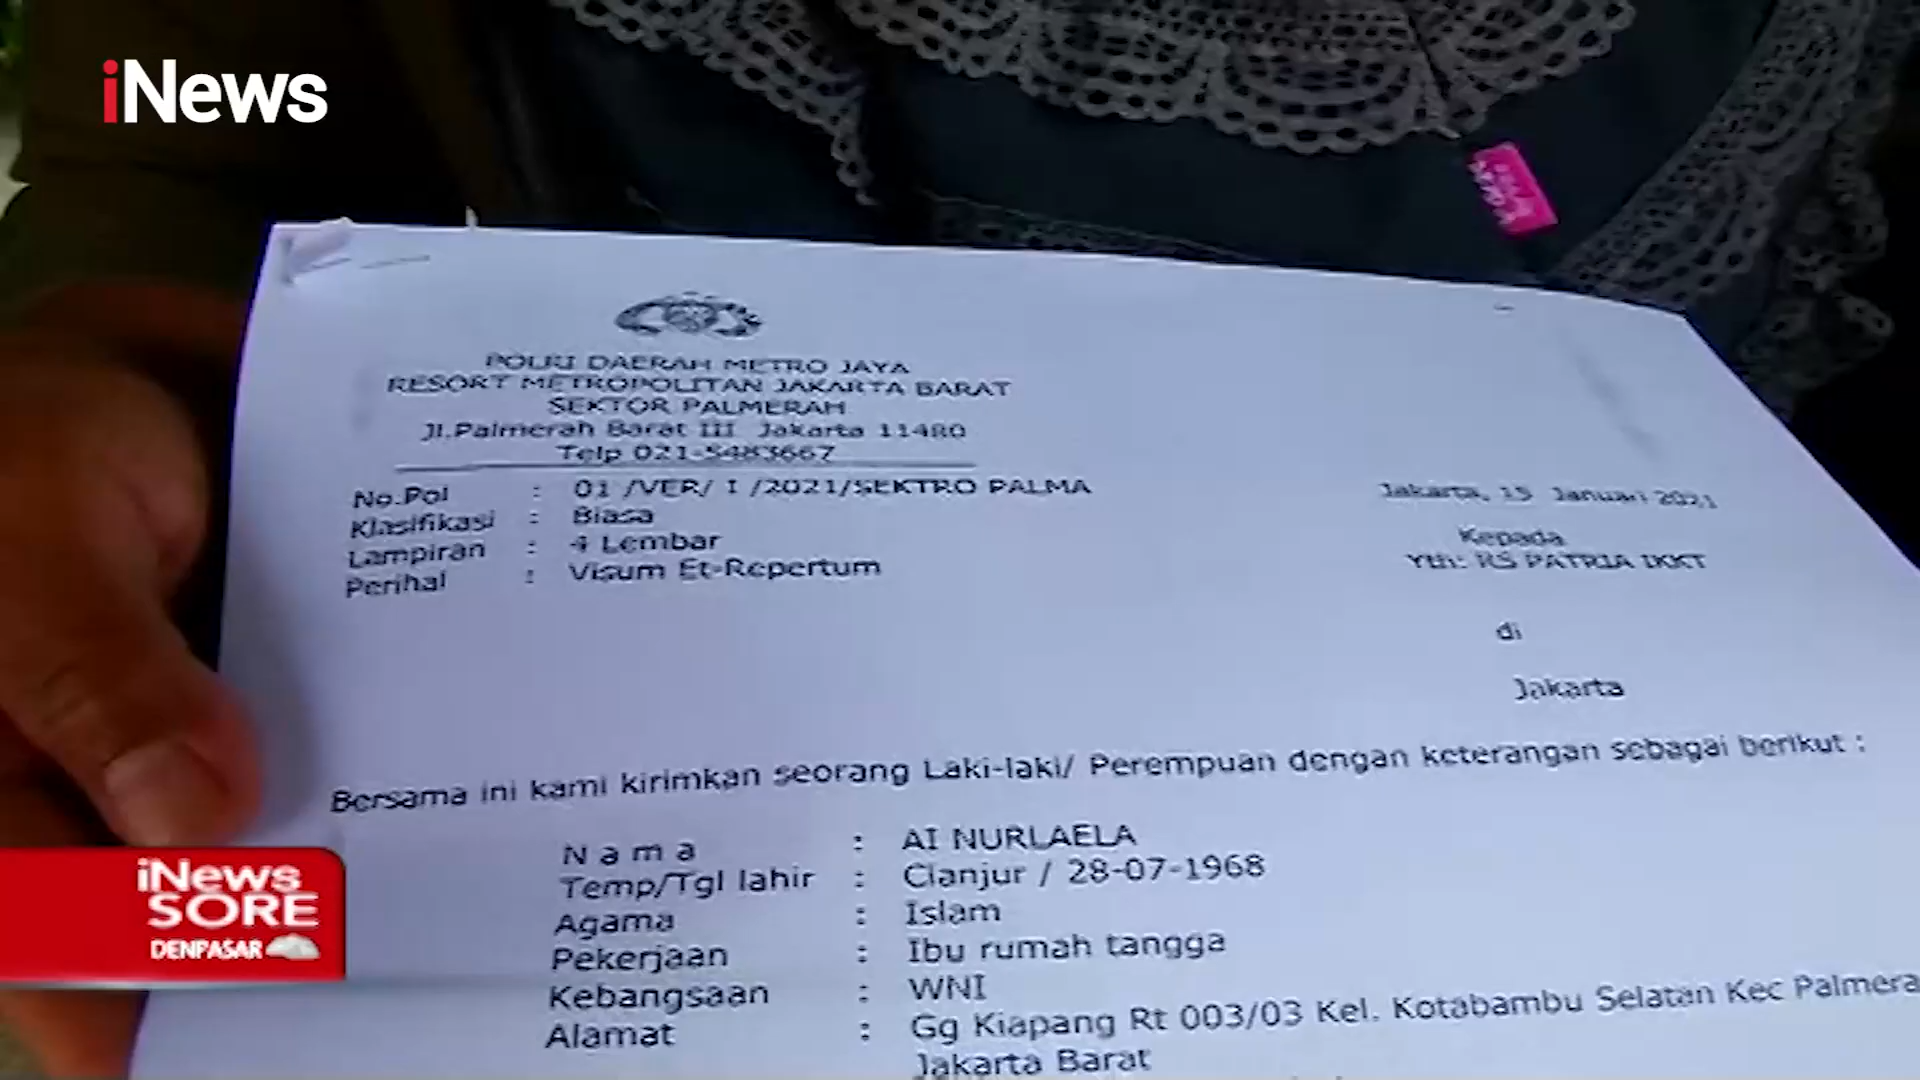 iNews
POLRI DAERAH METRO JAYA
RESORT METROPOLITAN JAKARTA BARAT
SEKTOR PALMERAH
Jl.Palmerah Barat III Jakarta 11480
Telp 021-5483667
No.Pol : 01 /VER/ I /2021/SEKTRO PALMA
Klasifikasi : Biasa
Lampiran : 4 Lembar
Perihal : Visum Et-Repertum
Jakarta, 15 Januari 2021
Kepada
Yth: RS PATRIA IKKT
di
Jakarta
Bersama ini kami kirimkan seorang Laki-laki/ Perempuan dengan keterangan sebagai berikut :
N a m a : AI NURLAELA
Temp/Tgl lahir : Cianjur / 28-07-1968
Agama : Islam
Pekerjaan : Ibu rumah tangga
Kebangsaan : WNI
Alamat : Gg Kiapang Rt 003/03 Kel. Kotabambu Selatan Kec Palmera
Jakarta Barat
iNews
SORE
DENPASAR